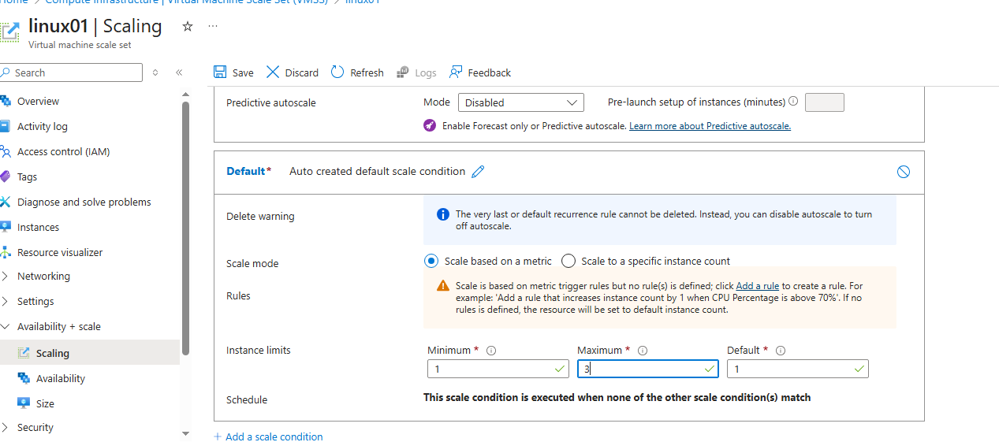 Home > Compute infrastructure | Virtual Machine Scale Set (VMSS) > linux01
linux01 | Scaling
Virtual machine scale set
Search
Save Discard Refresh Logs Feedback
Overview
Activity log
Access control (IAM)
Tags
Diagnose and solve problems
Instances
Resource visualizer
Networking
Settings
Availability + scale
Scaling
Availability
Size
Security
Predictive autoscale
Mode Disabled Pre-launch setup of instances (minutes)
Enable Forecast only or Predictive autoscale. Learn more about Predictive autoscale.
Default* Auto created default scale condition
Delete warning
The very last or default recurrence rule cannot be deleted. Instead, you can disable autoscale to turn
off autoscale.
Scale mode
Scale based on a metric Scale to a specific instance count
Rules
Scale is based on metric trigger rules but no rule(s) is defined; click Add a rule to create a rule. For
example: 'Add a rule that increases instance count by 1 when CPU Percentage is above 70%'. If no
rules is defined, the resource will be set to default instance count.
Instance limits
Minimum * Maximum * Default *
1 3 1
Schedule
This scale condition is executed when none of the other scale condition(s) match
+ Add a scale condition